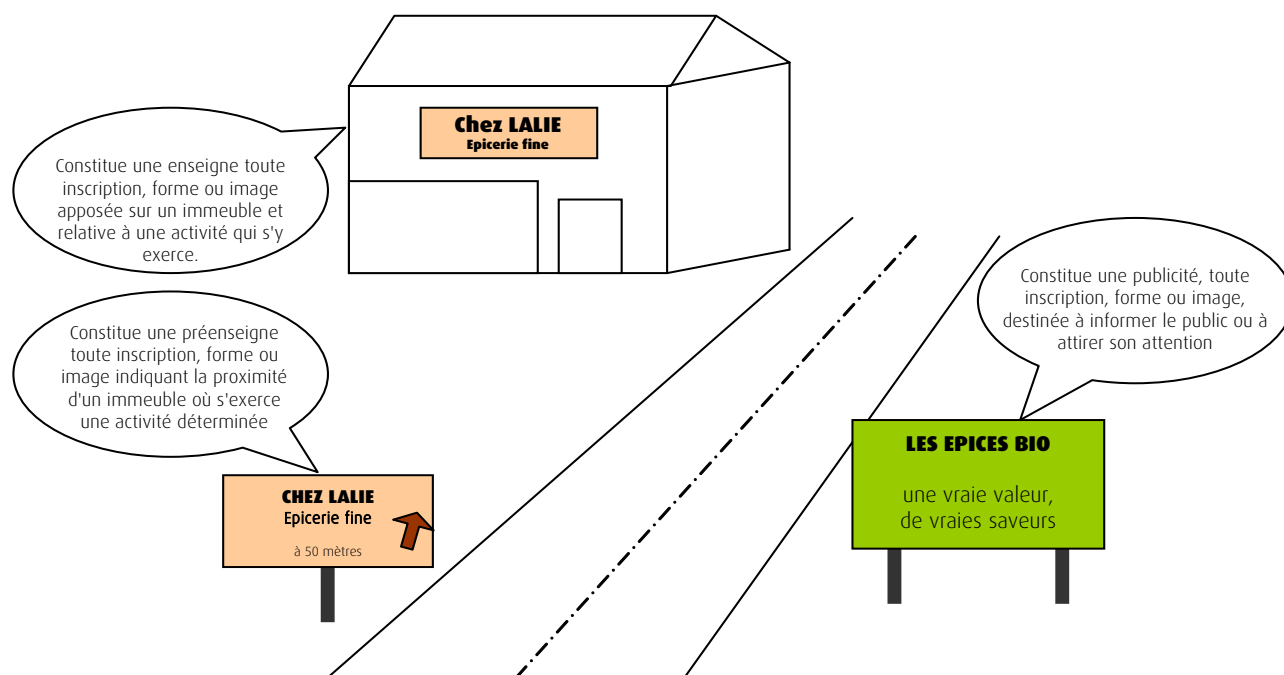 Chez LALIE
Epicerie fine
Constitue une enseigne toute
inscription, forme ou image
apposée sur un immeuble et
relative à une activité qui s'y
exerce.
Constitue une publicité, toute
inscription, forme ou image,
destinée à informer le public ou à
attirer son attention
Constitue une préenseigne
toute inscription, forme ou
image indiquant la proximité
d'un immeuble où s'exerce
une activité déterminée
LES EPICES BIO
une vraie valeur,
de vraies saveurs
CHEZ LALIE
Epicerie fine
à 50 mètres